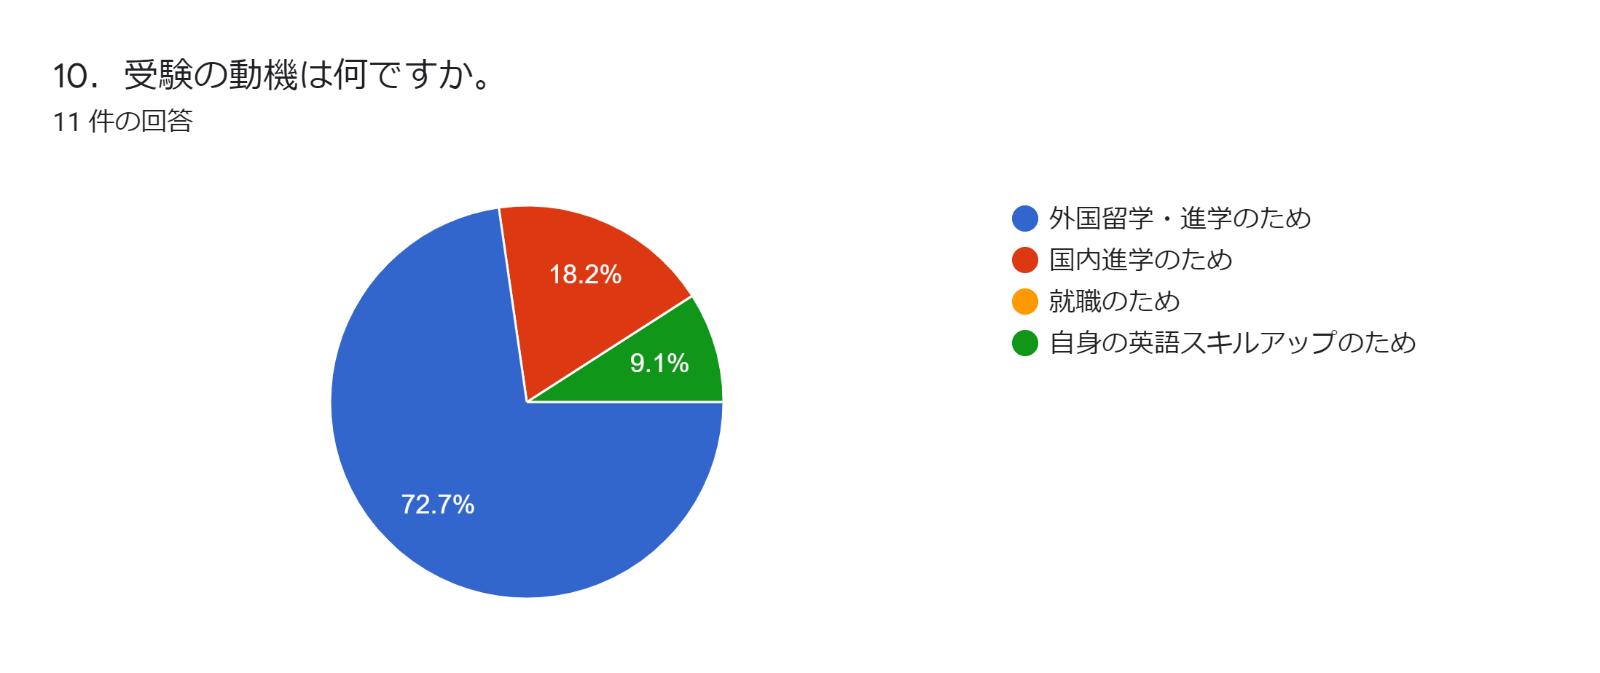 10．受験の動機は何ですか。
11 件の回答
18.2%
9.1%
72.7%
外国留学・進学のため
国内進学のため
就職のため
自身の英語スキルアップのため